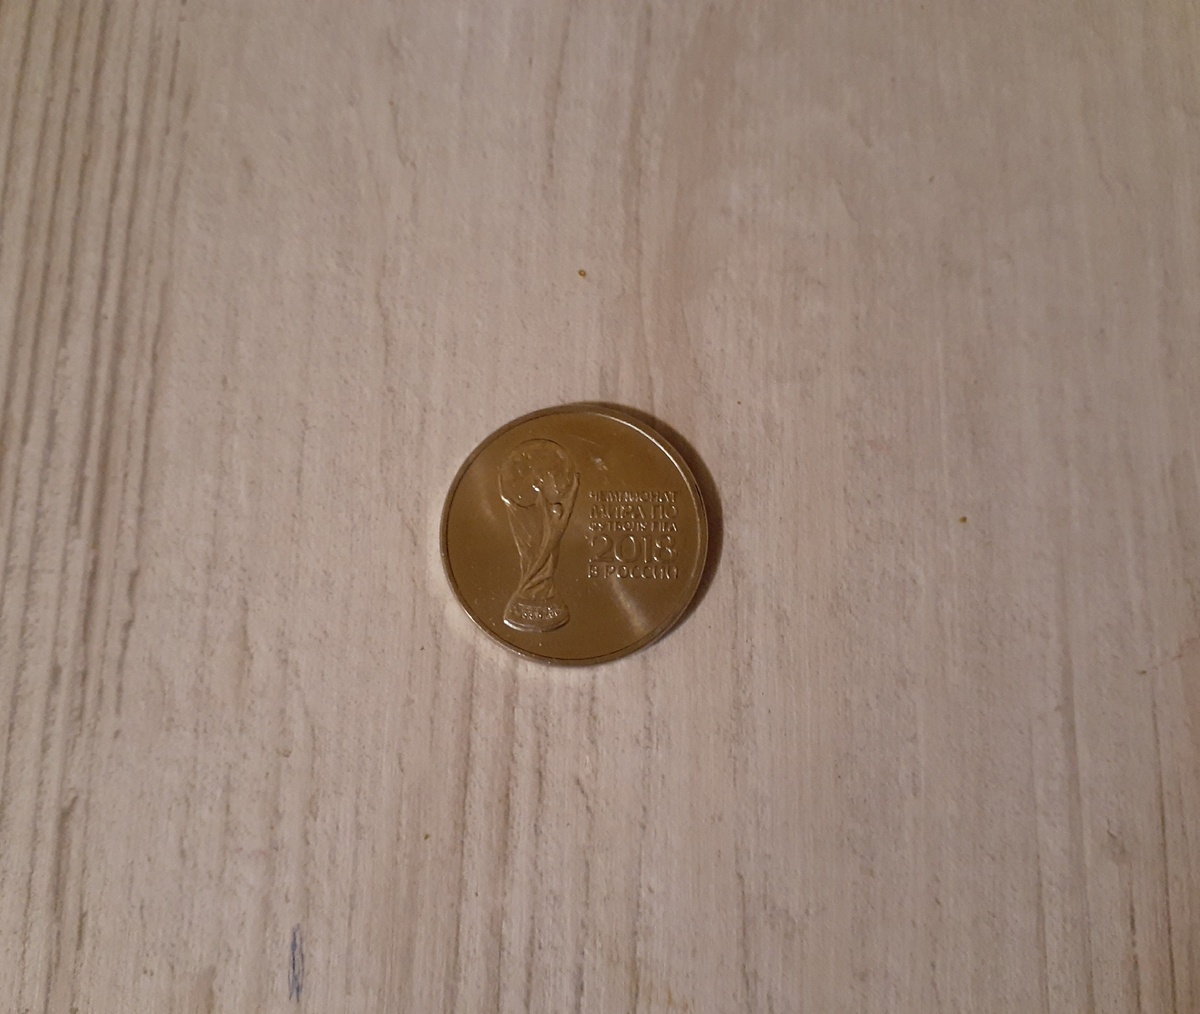 ЧЕМПИОНАТ
МИРА ПО
ФУТБОЛУ FIFA
2018
В РОССИИ